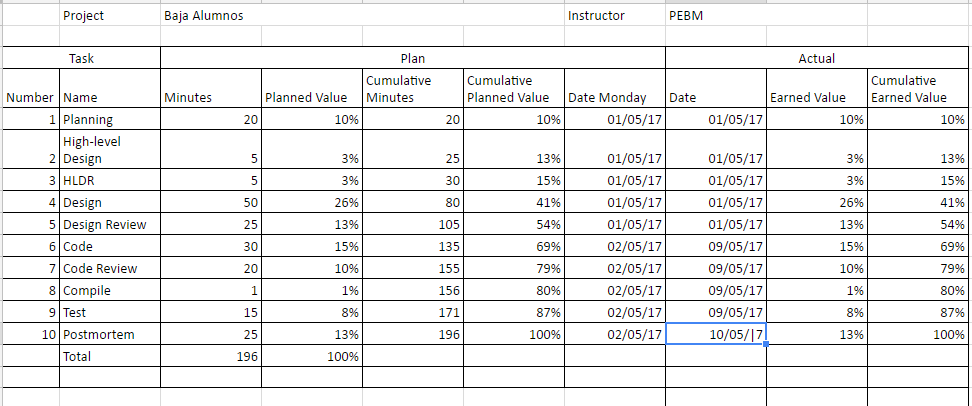 Project Baja Alumnos Instructor PEBM
Task Plan Actual
Number Name Minutes Planned Value Cumulative Minutes Cumulative Planned Value Date Monday Date Earned Value Cumulative Earned Value
1 Planning 20 10% 20 10% 01/05/17 01/05/17 10% 10%
2 High-level Design 5 3% 25 13% 01/05/17 01/05/17 3% 13%
3 HLDR 5 3% 30 15% 01/05/17 01/05/17 3% 15%
4 Design 50 26% 80 41% 01/05/17 01/05/17 26% 41%
5 Design Review 25 13% 105 54% 01/05/17 01/05/17 13% 54%
6 Code 30 15% 135 69% 02/05/17 09/05/17 15% 69%
7 Code Review 20 10% 155 79% 02/05/17 09/05/17 10% 79%
8 Compile 1 1% 156 80% 02/05/17 09/05/17 1% 80%
9 Test 15 8% 171 87% 02/05/17 09/05/17 8% 87%
10 Postmortem 25 13% 196 100% 02/05/17 10/05/17 13% 100%
Total 196 100%